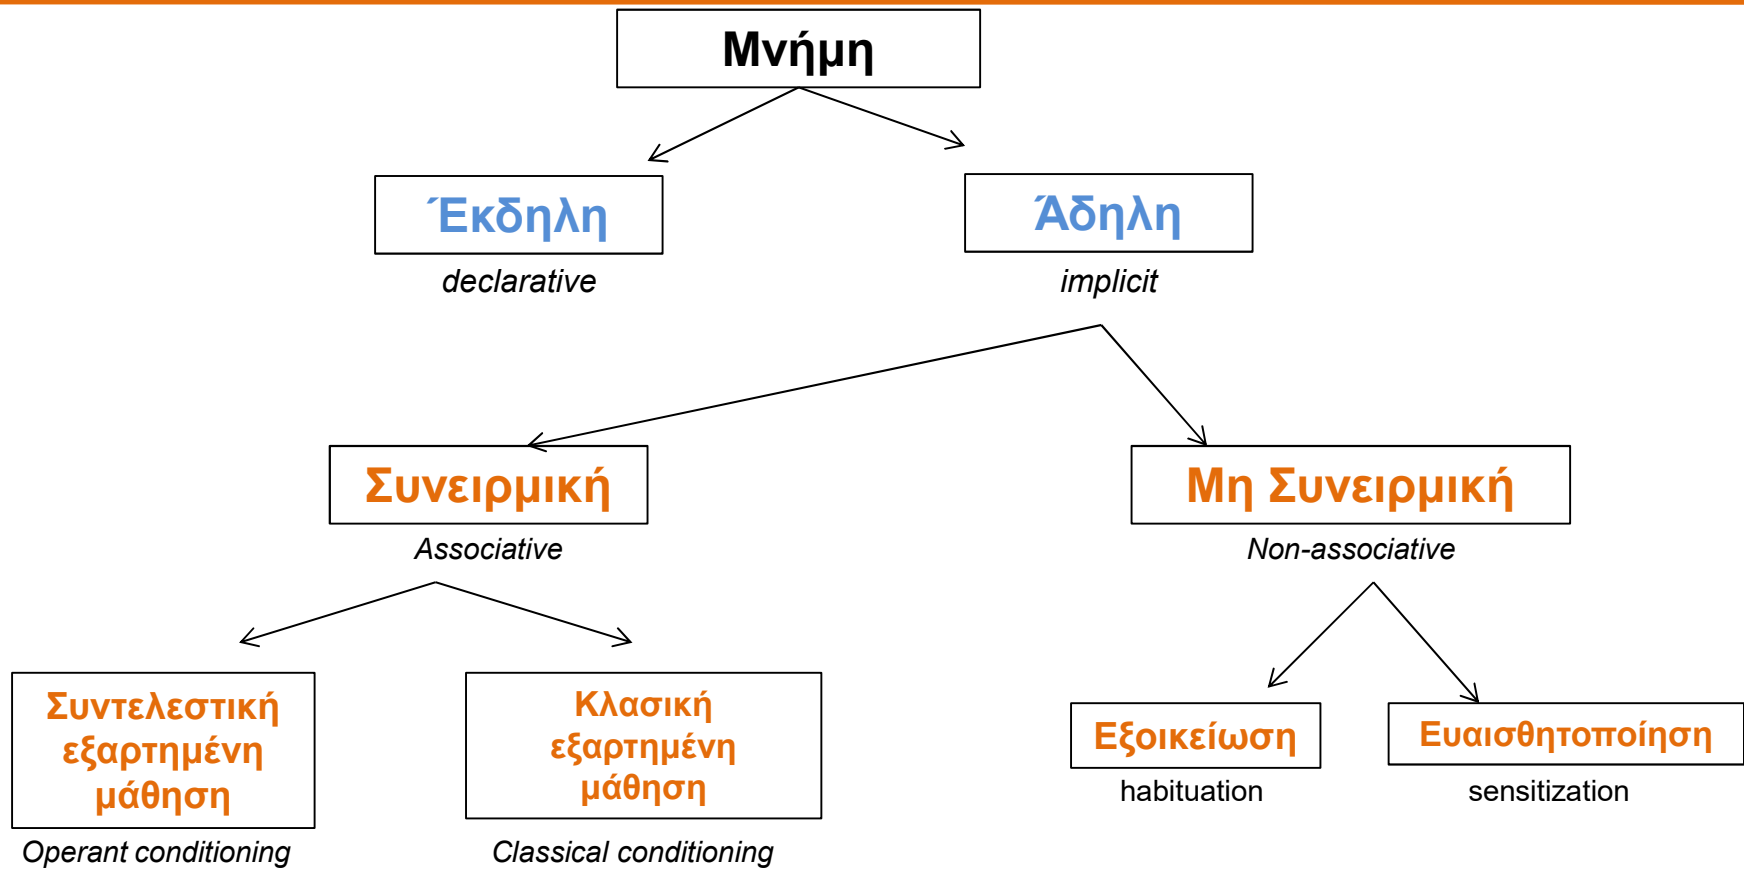 Μνήμη
Έκδηλη
Άδηλη
declarative
implicit
Συνειρμική
Μη Συνειρμική
Associative
Non-associative
Συντελεστική
εξαρτημένη
μάθηση
Κλασική
εξαρτημένη
μάθηση
Εξοικείωση
Ευαισθητοποίηση
habituation
sensitization
Operant conditioning
Classical conditioning